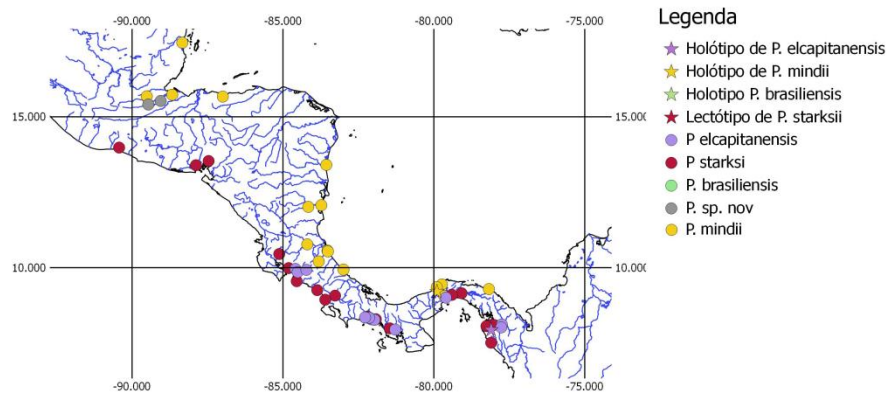 -90.000 -85.000 -80.000 -75.000
Legenda
Holótipo de P. elcapitanensis
Holótipo de P. mindii
Holotipo P. brasiliensis
Lectótipo de P. starksii
P elcapitanensis
P starksi
P. brasiliensis
P. sp. nov
P. mindii
15.000 15.000
10.000 10.000
-90.000 -85.000 -80.000 -75.000